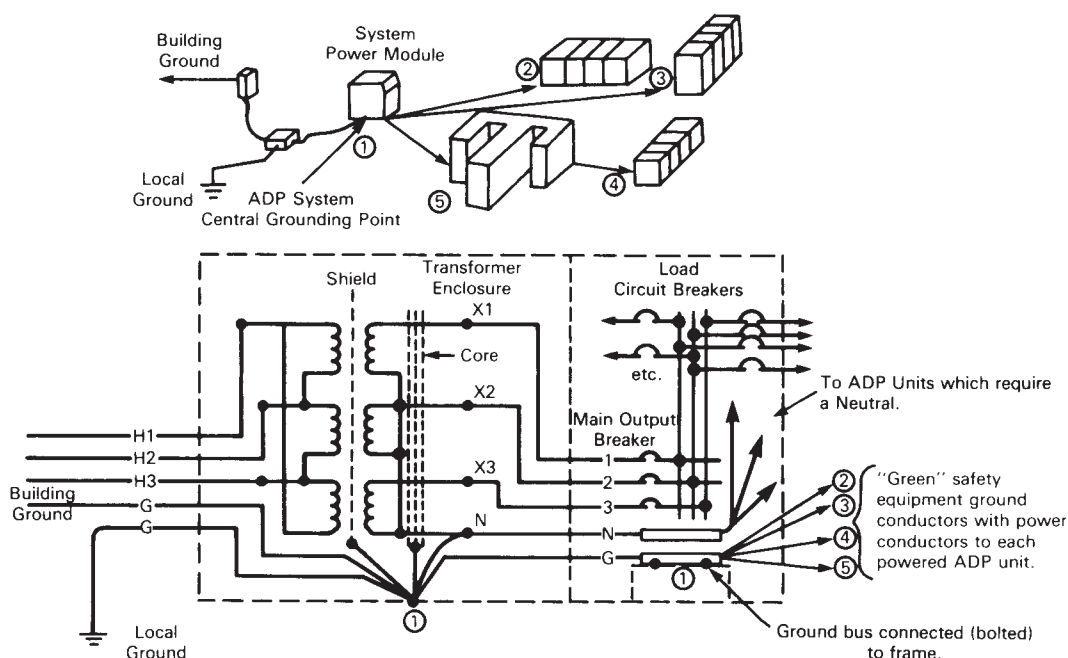 Building
Ground
System
Power Module
②
③
①
Local
Ground
ADP System
Central Grounding Point
⑤
④
Shield
Transformer
Enclosure
Load
Circuit Breakers
X1
Core
etc.
X2
To ADP Units which require
a Neutral.
Main Output
Breaker
H1
H2
H3
Building
Ground
G
G
X3
N
1
2
3
N
G
①
②
③
④
⑤
"Green" safety
equipment ground
conductors with power
conductors to each
powered ADP unit.
①
Local
Ground
Ground bus connected (bolted)
to frame.